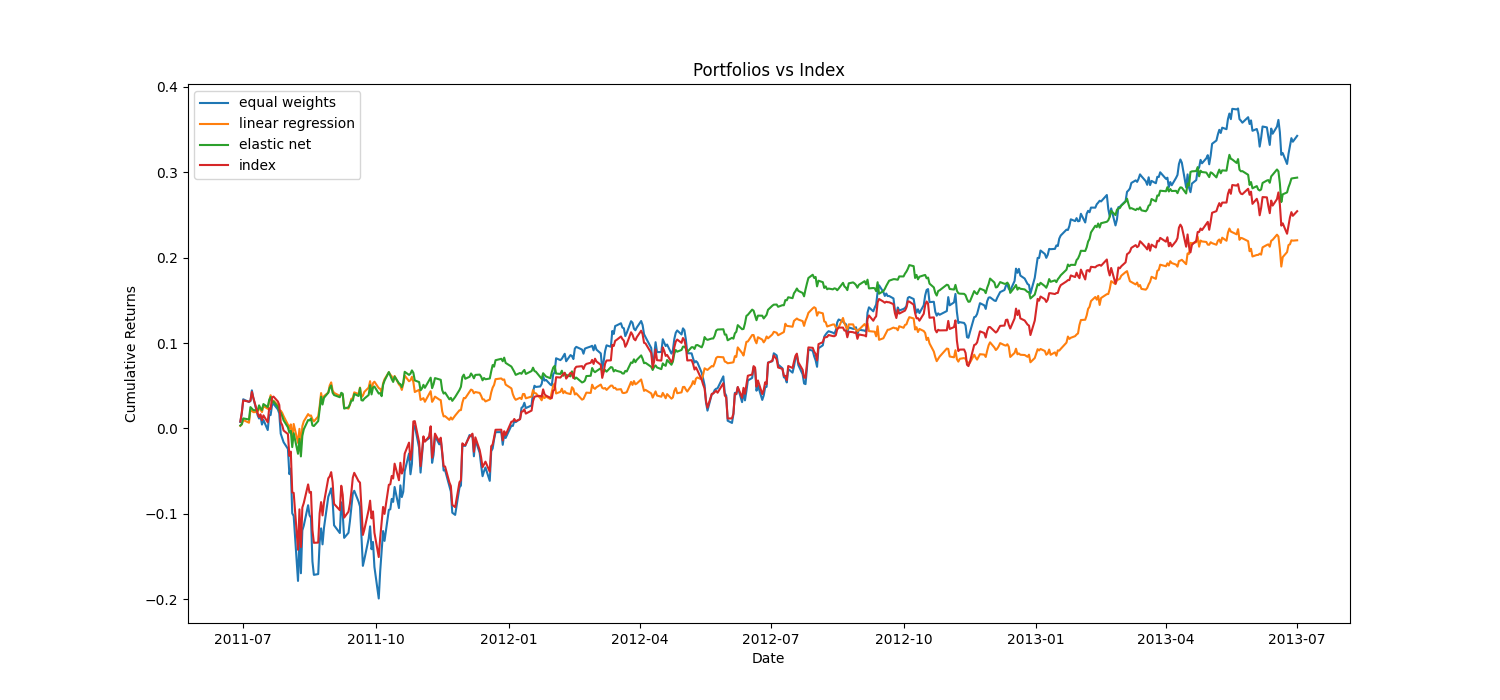 Portfolios vs Index
equal weights
linear regression
elastic net
index
Cumulative Returns
0.4
0.3
0.2
0.1
0.0
−0.1
−0.2
2011-07 2011-10 2012-01 2012-04 2012-07 2012-10 2013-01 2013-04 2013-07
Date